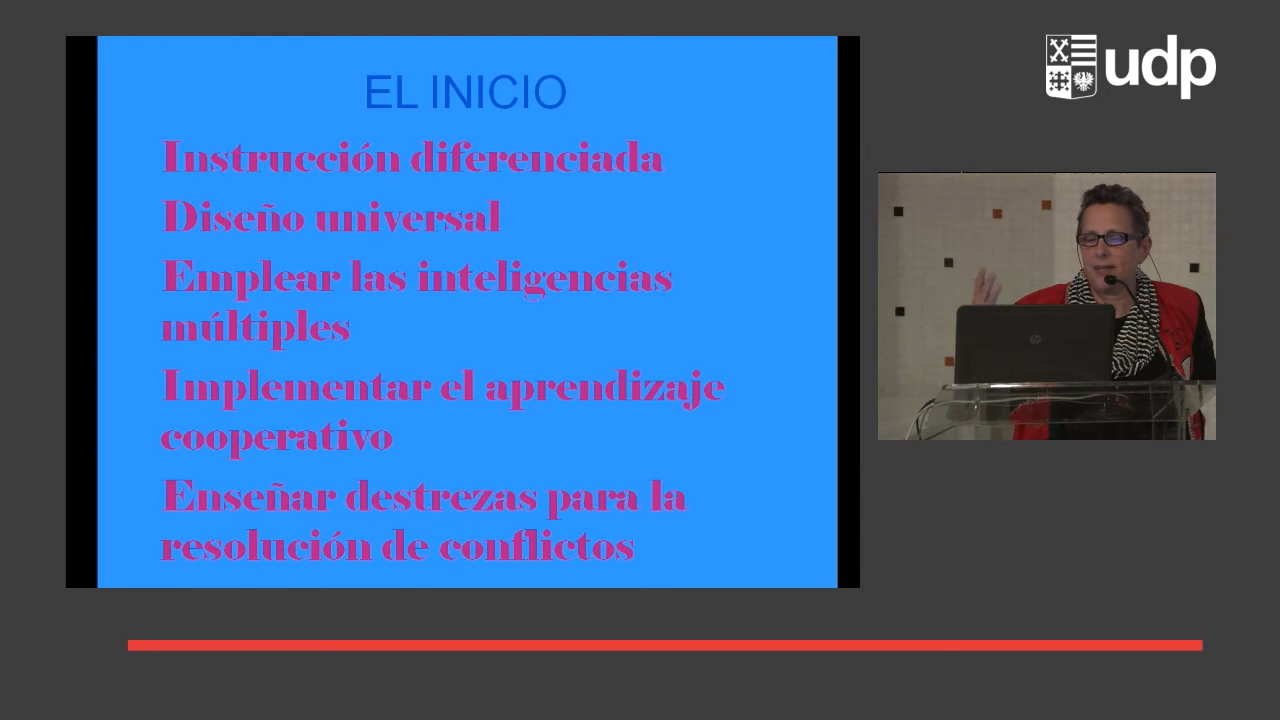 EL INICIO
Instrucción diferenciada
Diseño universal
Emplear las inteligencias
múltiples
Implementar el aprendizaje
cooperativo
Enseñar destrezas para la
resolución de conflictos
udp